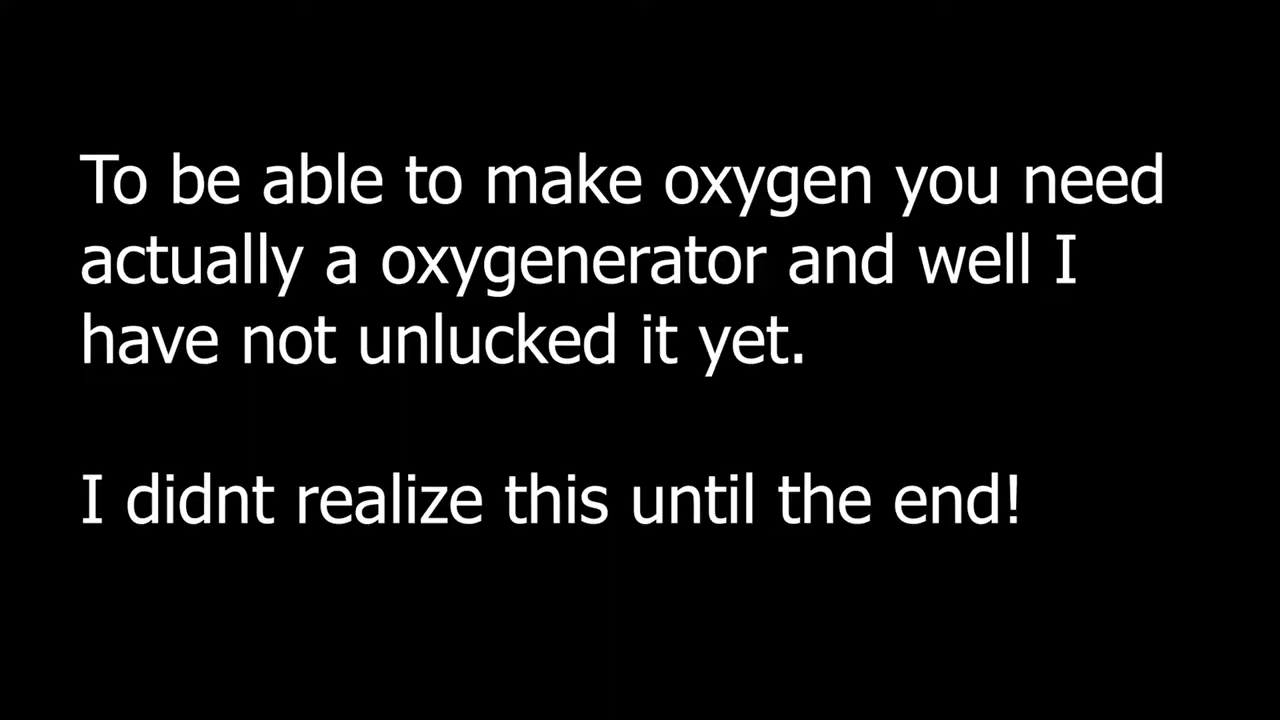 To be able to make oxygen you need
actually a oxygenerator and well I
have not unlucked it yet.
I didnt realize this until the end!